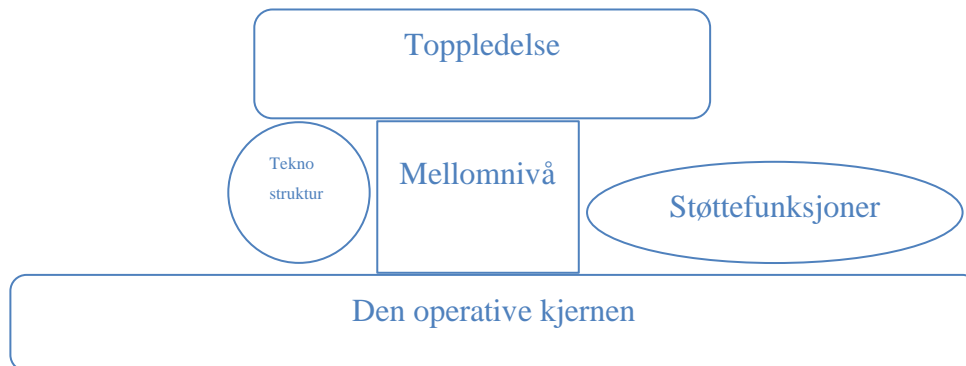 Toppledelse
Tekno
struktur
Mellomnivå
Støttefunksjoner
Den operative kjernen